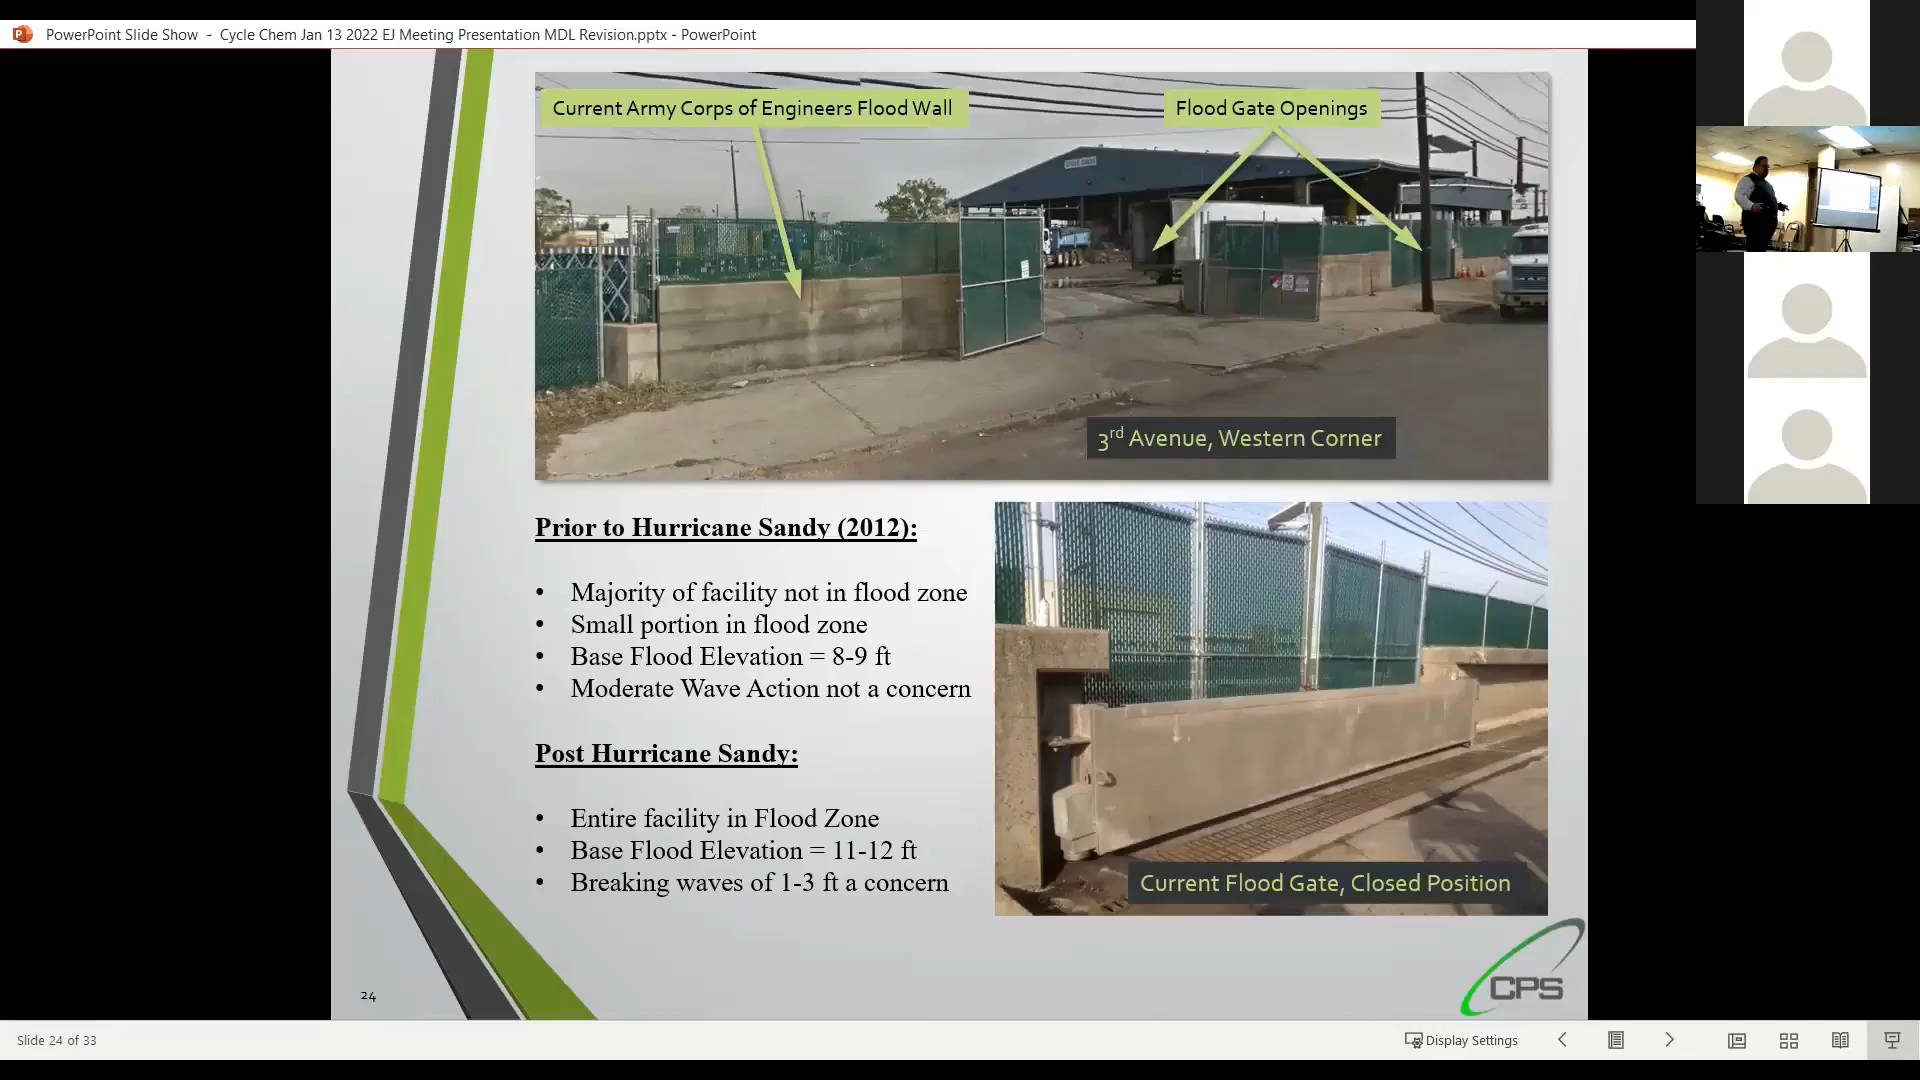 PowerPoint Slide Show - Cycle Chem Jan 13 2022 EJ Meeting Presentation MDL Revision.pptx - PowerPoint
Current Army Corps of Engineers Flood Wall
Flood Gate Openings
3rd Avenue, Western Corner
Prior to Hurricane Sandy (2012):
• Majority of facility not in flood zone
• Small portion in flood zone
• Base Flood Elevation = 8-9 ft
• Moderate Wave Action not a concern
Post Hurricane Sandy:
• Entire facility in Flood Zone
• Base Flood Elevation = 11-12 ft
• Breaking waves of 1-3 ft a concern
Current Flood Gate, Closed Position
CPS
24
Slide 24 of 33
Display Settings